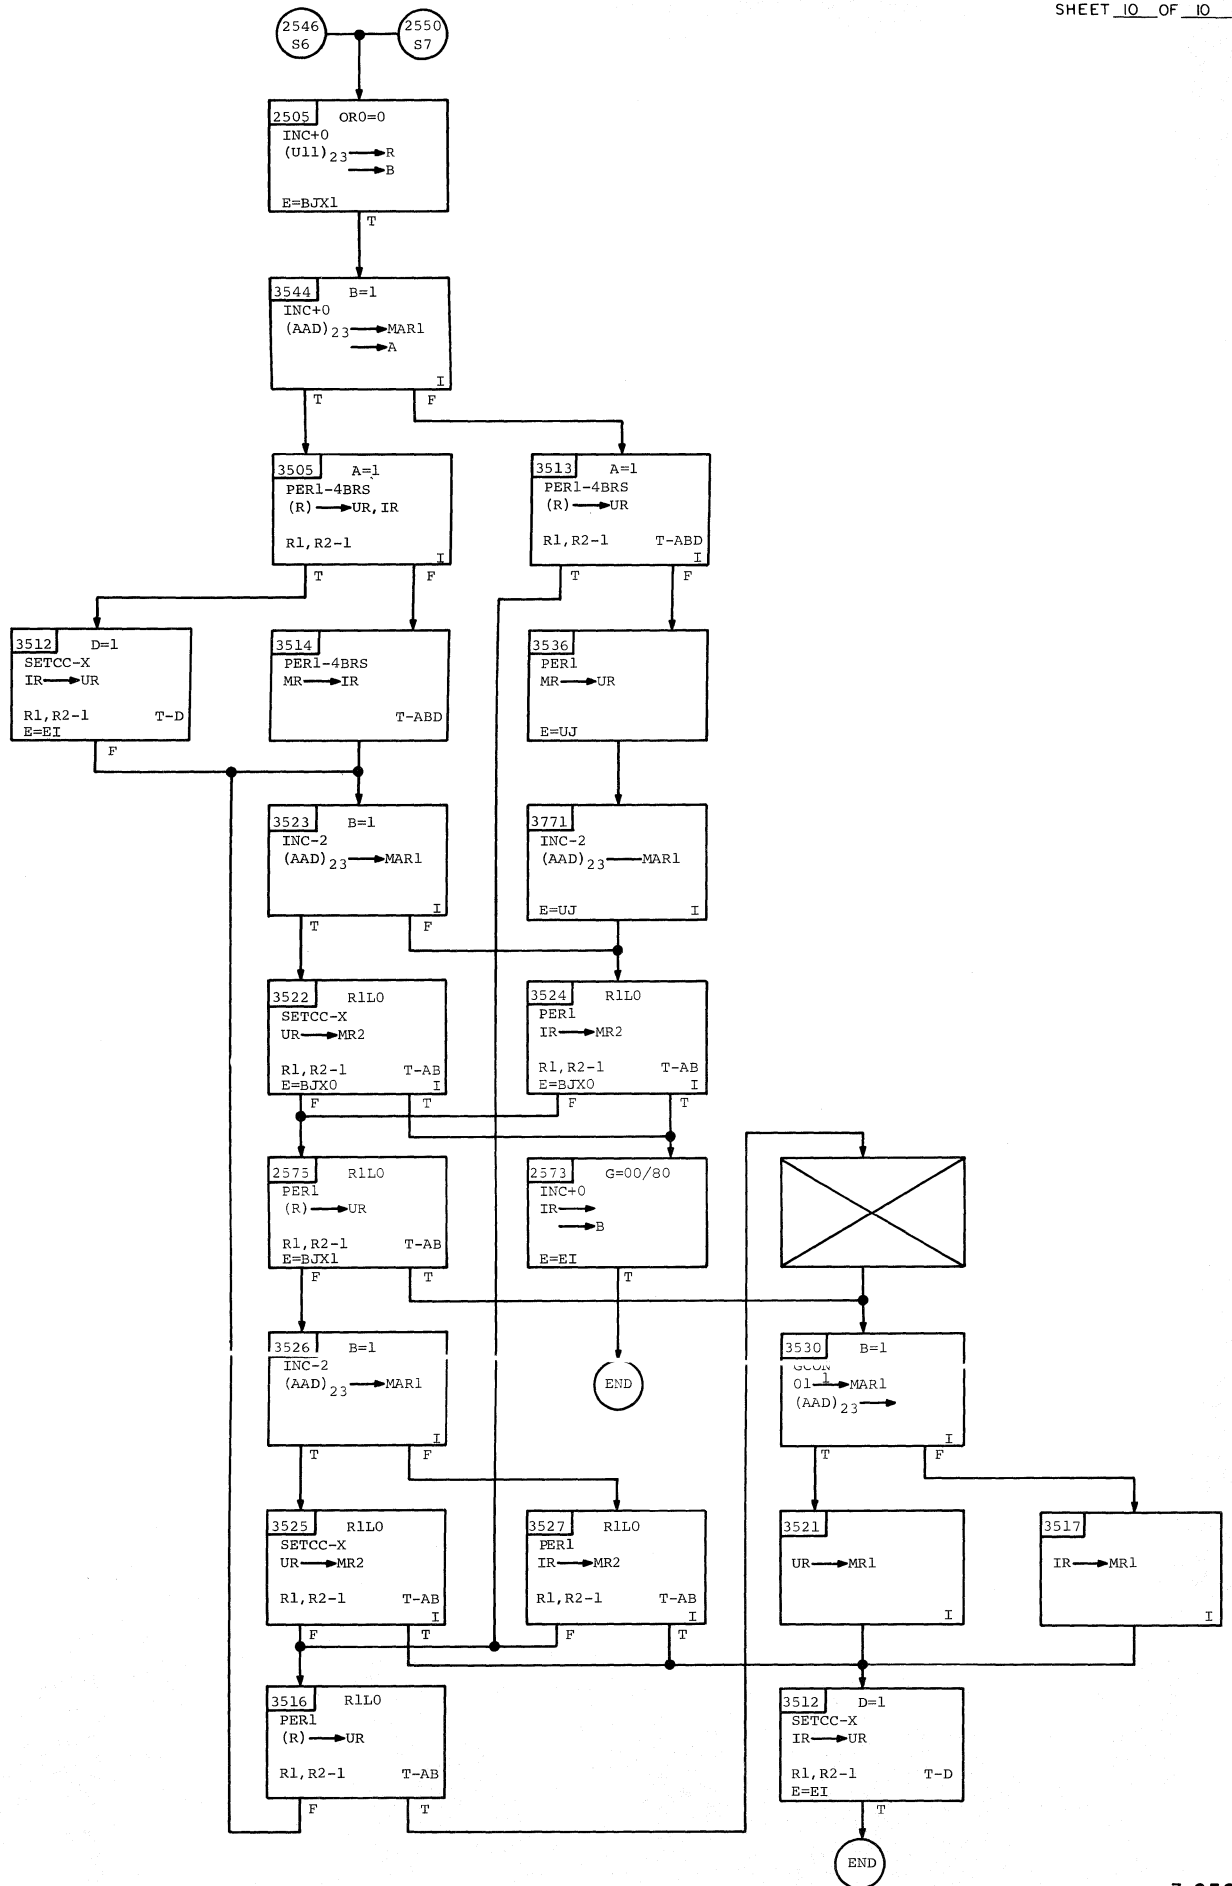 SHEET 10 OF 10
2546 S6
2550 S7
2505 OR0=0
INC+0
(U11)23 → R
→ B
E=BJX1
T
3544 B=1
INC+0
(AAD)23 → MAR1
→ A
I
T F
3505 A=1
PER1-4BRS
(R) → UR,IR
R1,R2-1
I
T F
3513 A=1
PER1-4BRS
(R) → UR
R1,R2-1 T-ABD
I
T F
3512 D=1
SETCC-X
IR → UR
R1,R2-1 T-D
E=EI
F
3514
PER1-4BRS
MR → IR
T-ABD
3536
PER1
MR → UR
E=UJ
3523 B=1
INC-2
(AAD)23 → MAR1
I
T F
3771
INC-2
(AAD)23 — MAR1
E=UJ I
3522 R1L0
SETCC-X
UR → MR2
R1,R2-1 T-AB
E=BJX0 I
F T
3524 R1L0
PER1
IR → MR2
R1,R2-1 T-AB
E=BJX0 I
F T
2575 R1L0
PER1
(R) → UR
R1,R2-1 T-AB
E=BJX1
F T
2573 G=00/80
INC+0
IR →
→ B
E=EI
T
END
3526 B=1
INC-2
(AAD)23 → MAR1
I
T F
3530 B=1
01 1 → MAR1
(AAD)23 →
I
T F
3525 R1L0
SETCC-X
UR → MR2
R1,R2-1 T-AB
I
F T
3527 R1L0
PER1
IR → MR2
R1,R2-1 T-AB
I
F T
3521
UR → MR1
I
3517
IR → MR1
I
3516 R1L0
PER1
(R) → UR
R1,R2-1 T-AB
F T
3512 D=1
SETCC-X
IR → UR
R1,R2-1 T-D
E=EI
T
END